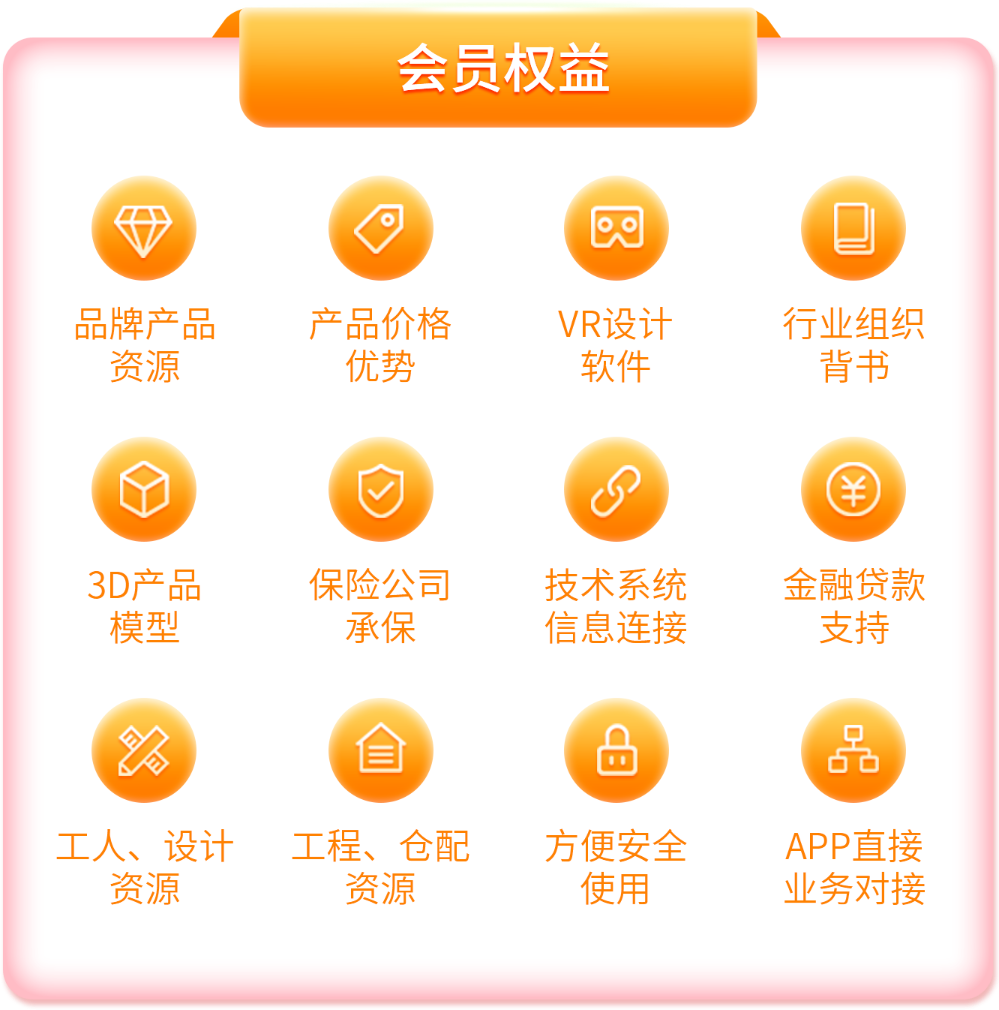 会员权益
品牌产品
资源
产品价格
优势
VR设计
软件
行业组织
背书
3D产品
模型
保险公司
承保
技术系统
信息连接
金融贷款
支持
工人、设计
资源
工程、仓配
资源
方便安全
使用
APP直接
业务对接